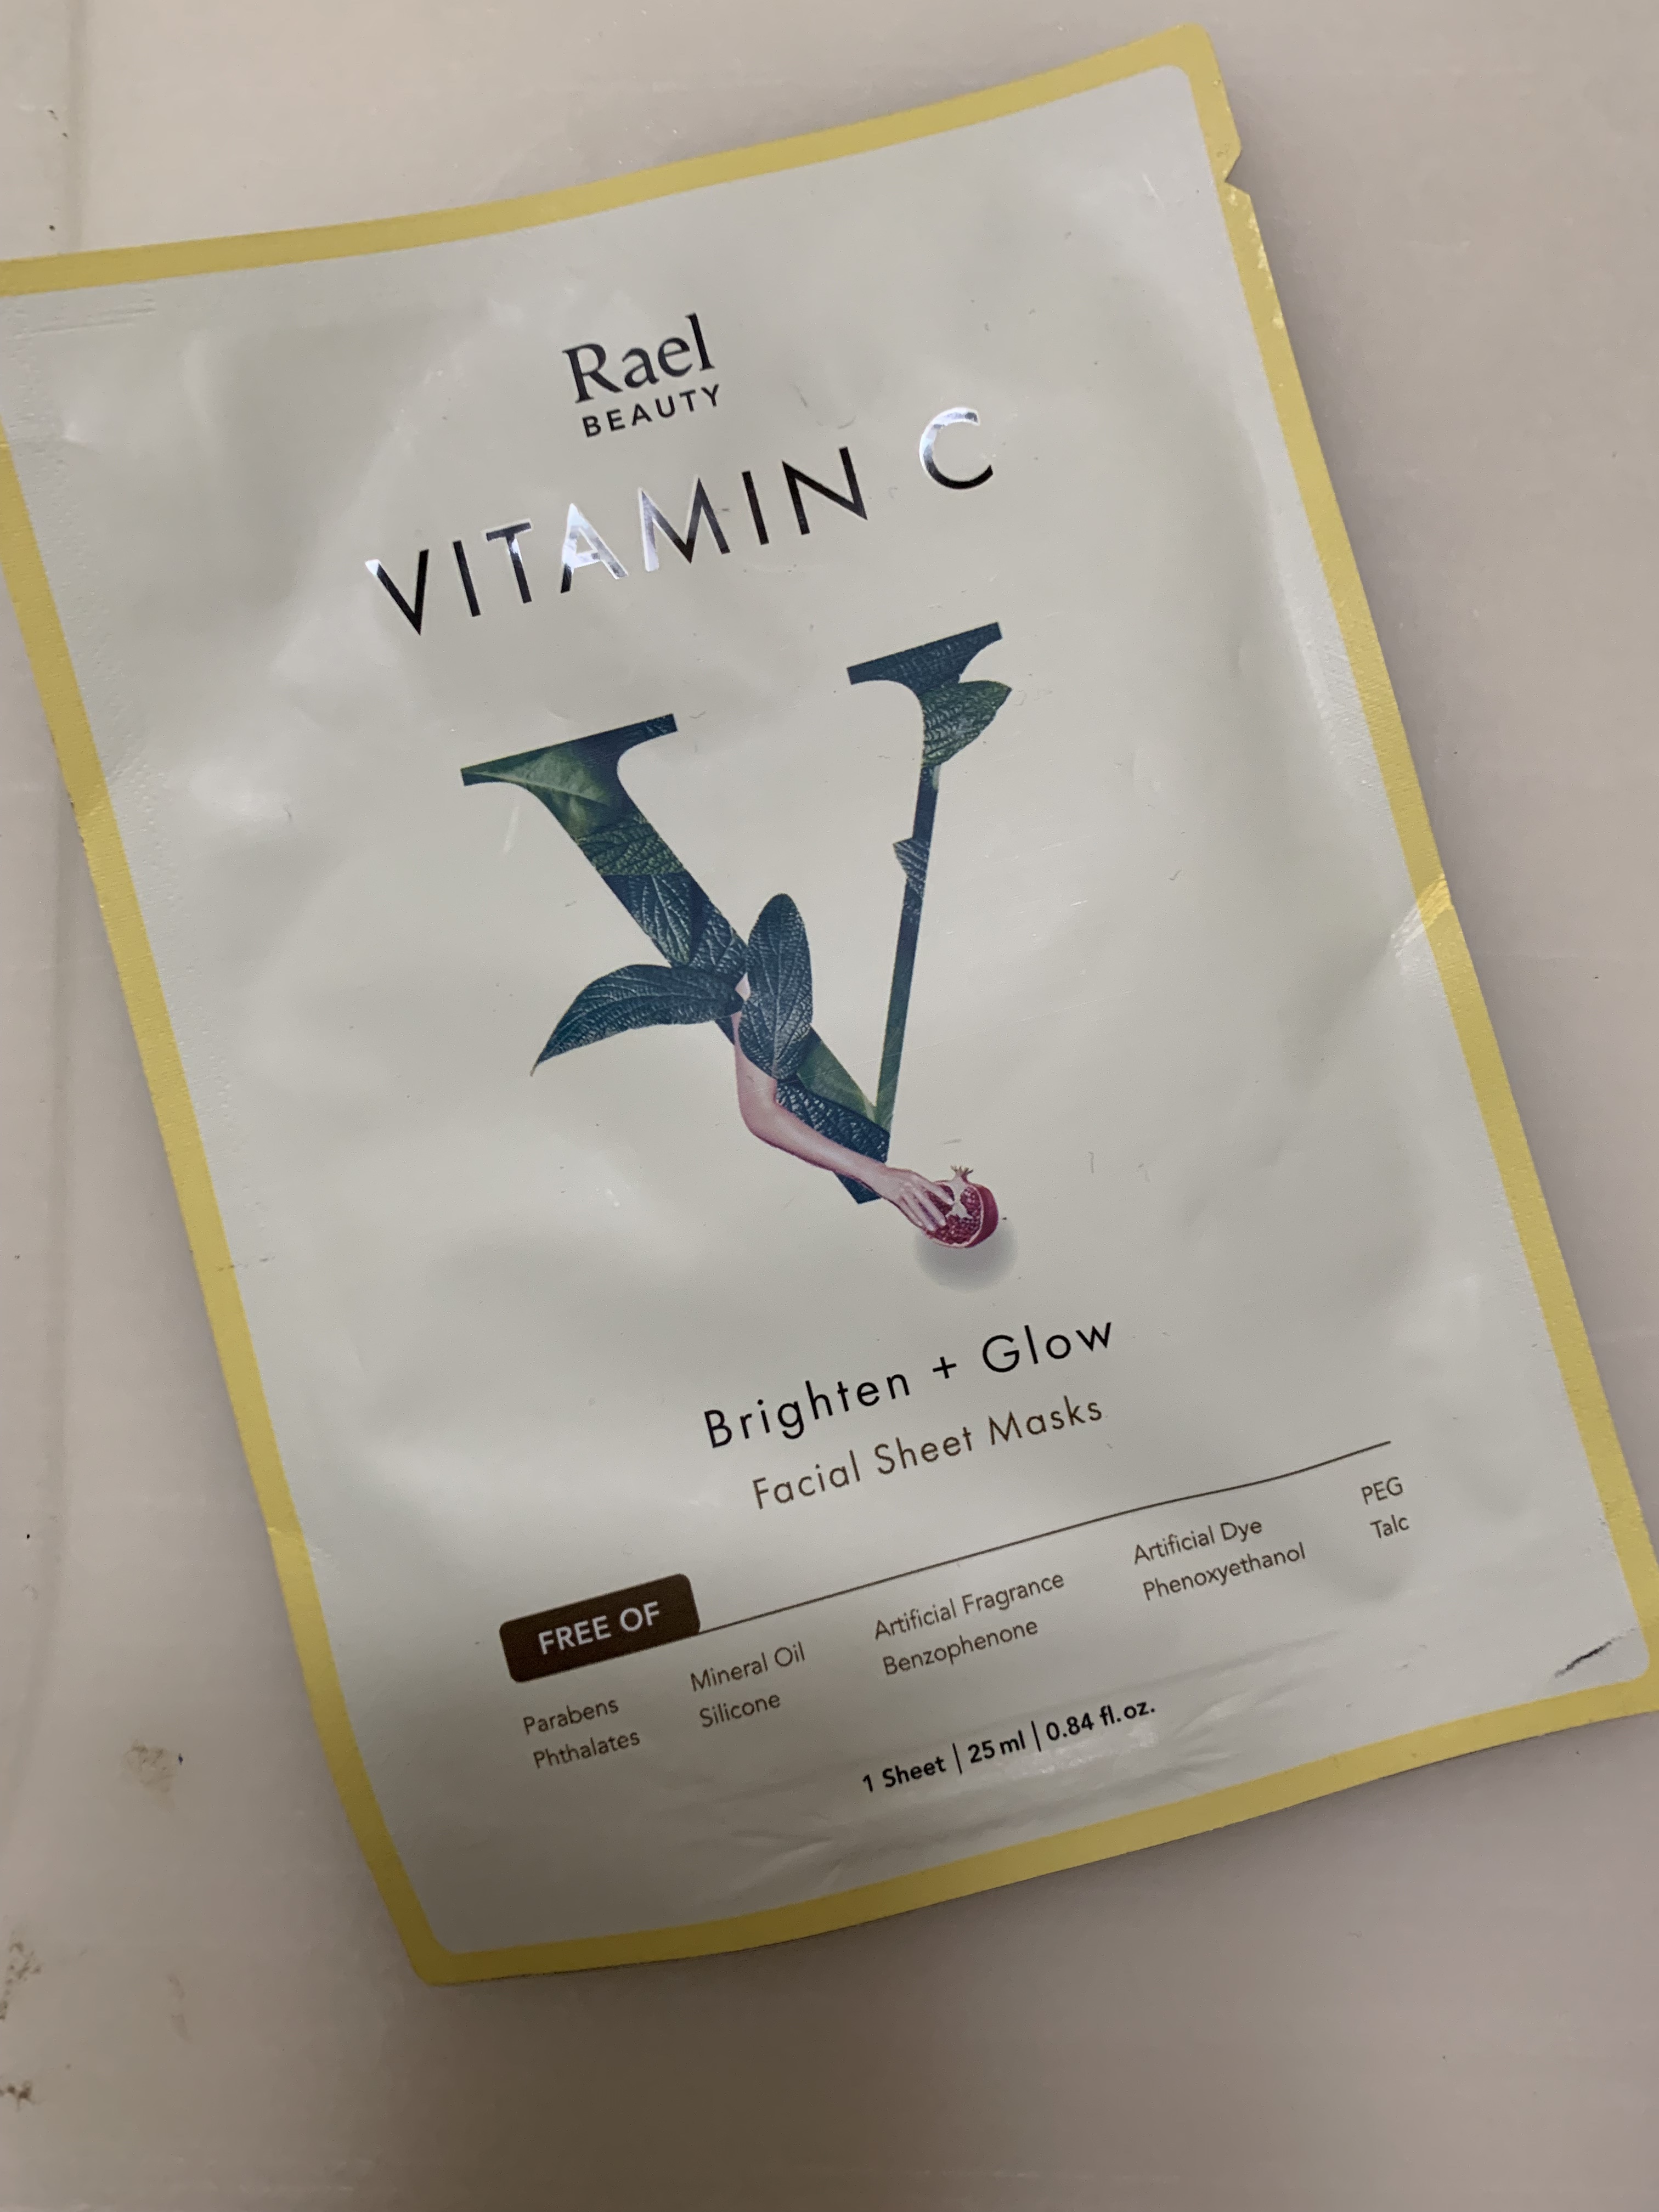 Rael
BEAUTY
VITAMIN C
V
Brighten + Glow
Facial Sheet Masks
FREE OF
Parabens
Phthalates
Mineral Oil
Silicone
Artificial Fragrance
Benzophenone
Artificial Dye
Phenoxyethanol
PEG
Talc
1 Sheet | 25 ml | 0.84 fl.oz.